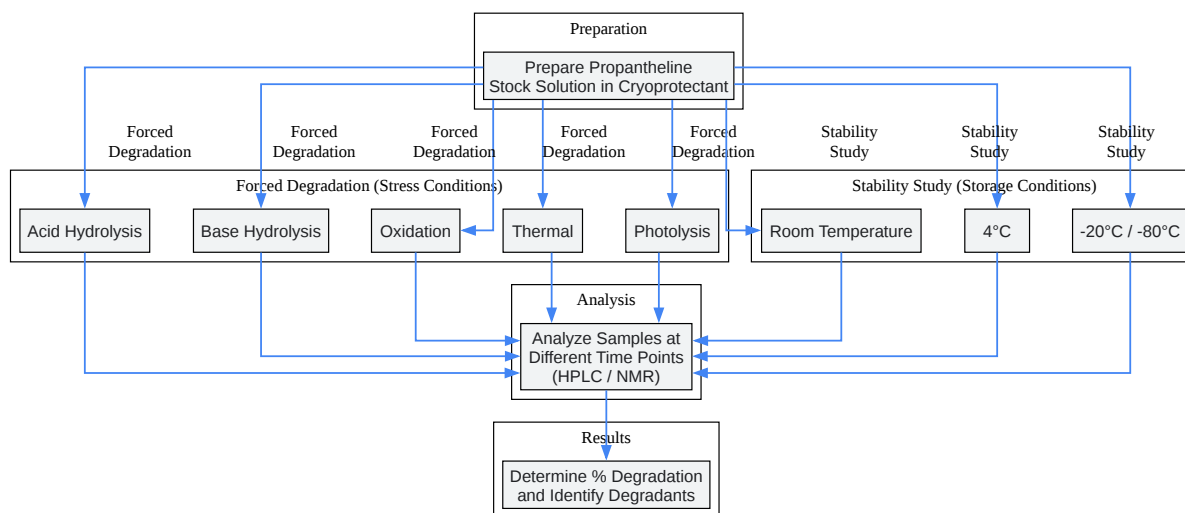 Preparation
Prepare Propantheline
Stock Solution in Cryoprotectant
Forced
Degradation
Forced
Degradation
Forced
Degradation
Forced
Degradation
Forced
Degradation
Stability
Study
Stability
Study
Stability
Study
Forced Degradation (Stress Conditions)
Acid Hydrolysis
Base Hydrolysis
Oxidation
Thermal
Photolysis
Stability Study (Storage Conditions)
Room Temperature
4°C
-20°C / -80°C
Analysis
Analyze Samples at
Different Time Points
(HPLC / NMR)
Results
Determine % Degradation
and Identify Degradants